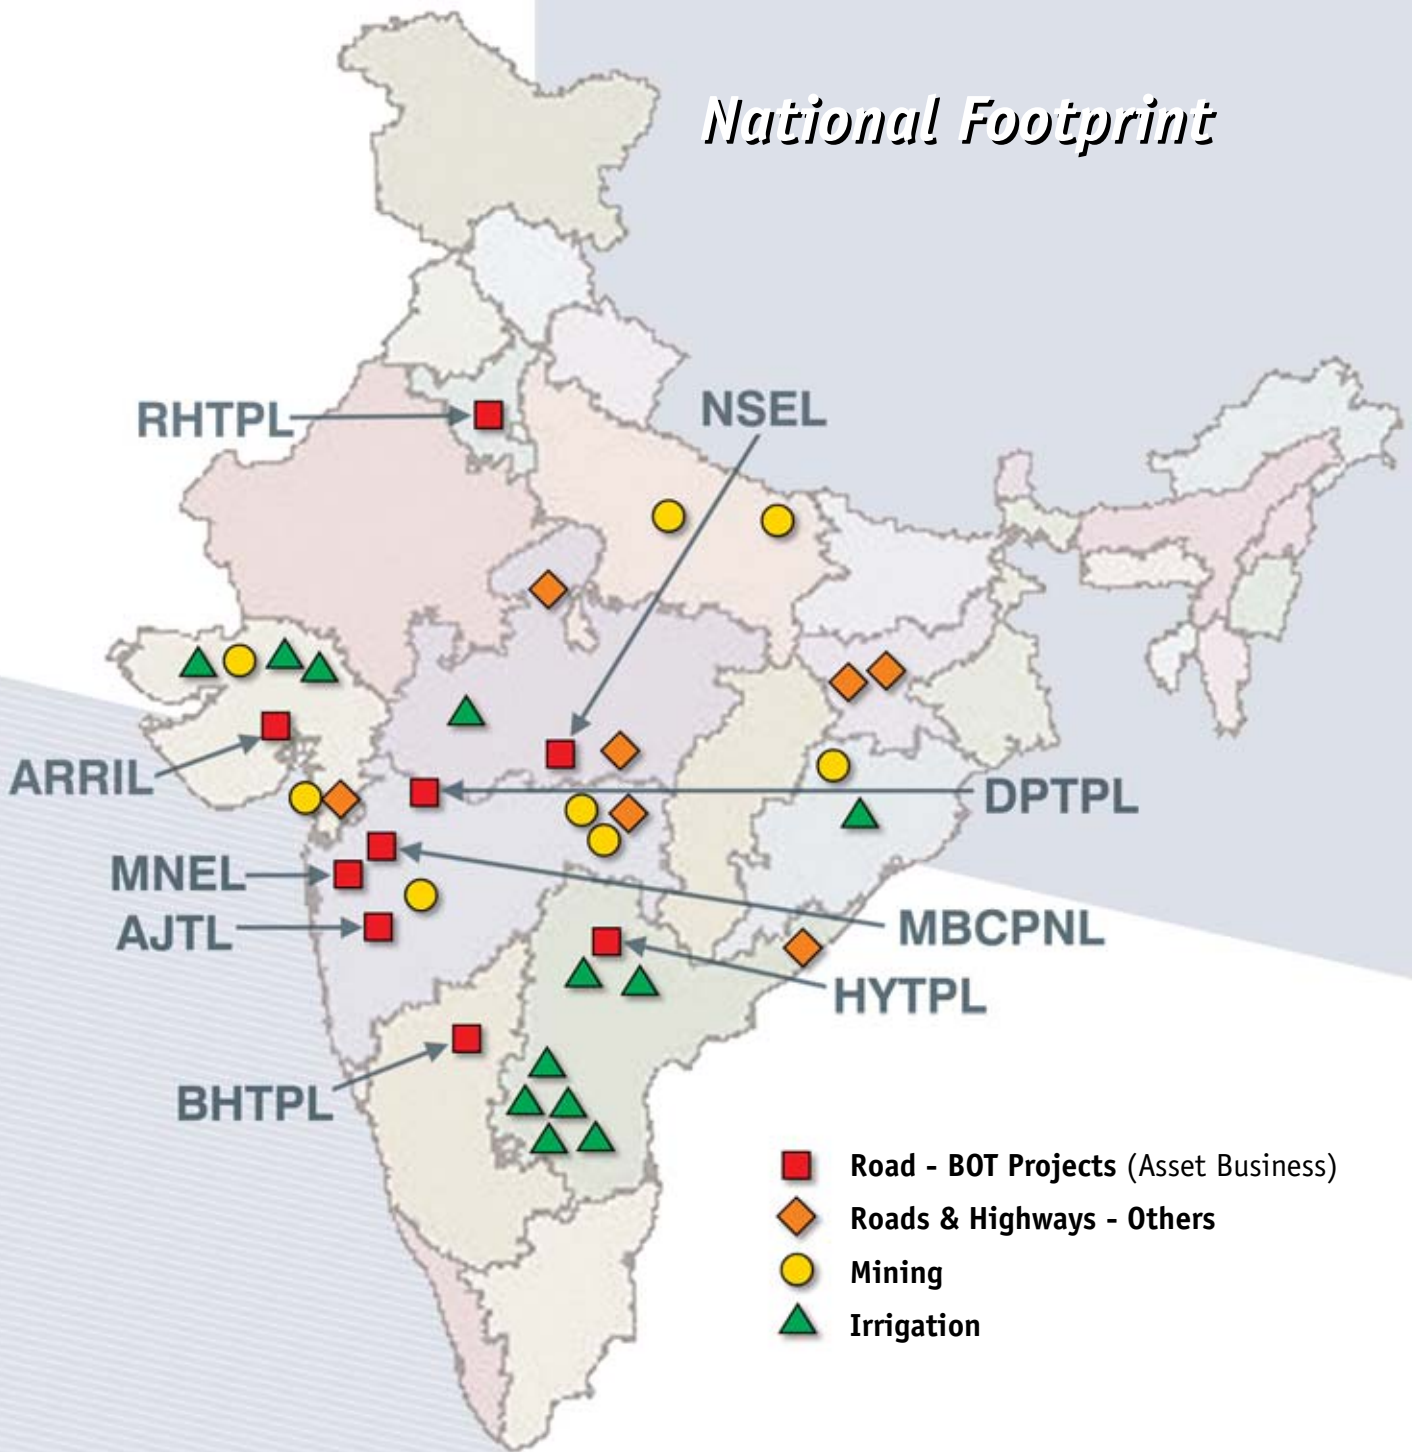 National Footprint
NSEL
RHTPL
ARRIL
DPTPL
MNEL
AJTL
MBCPNL
HYTPL
BHTPL
Road - BOT Projects (Asset Business)
Roads & Highways - Others
Mining
Irrigation